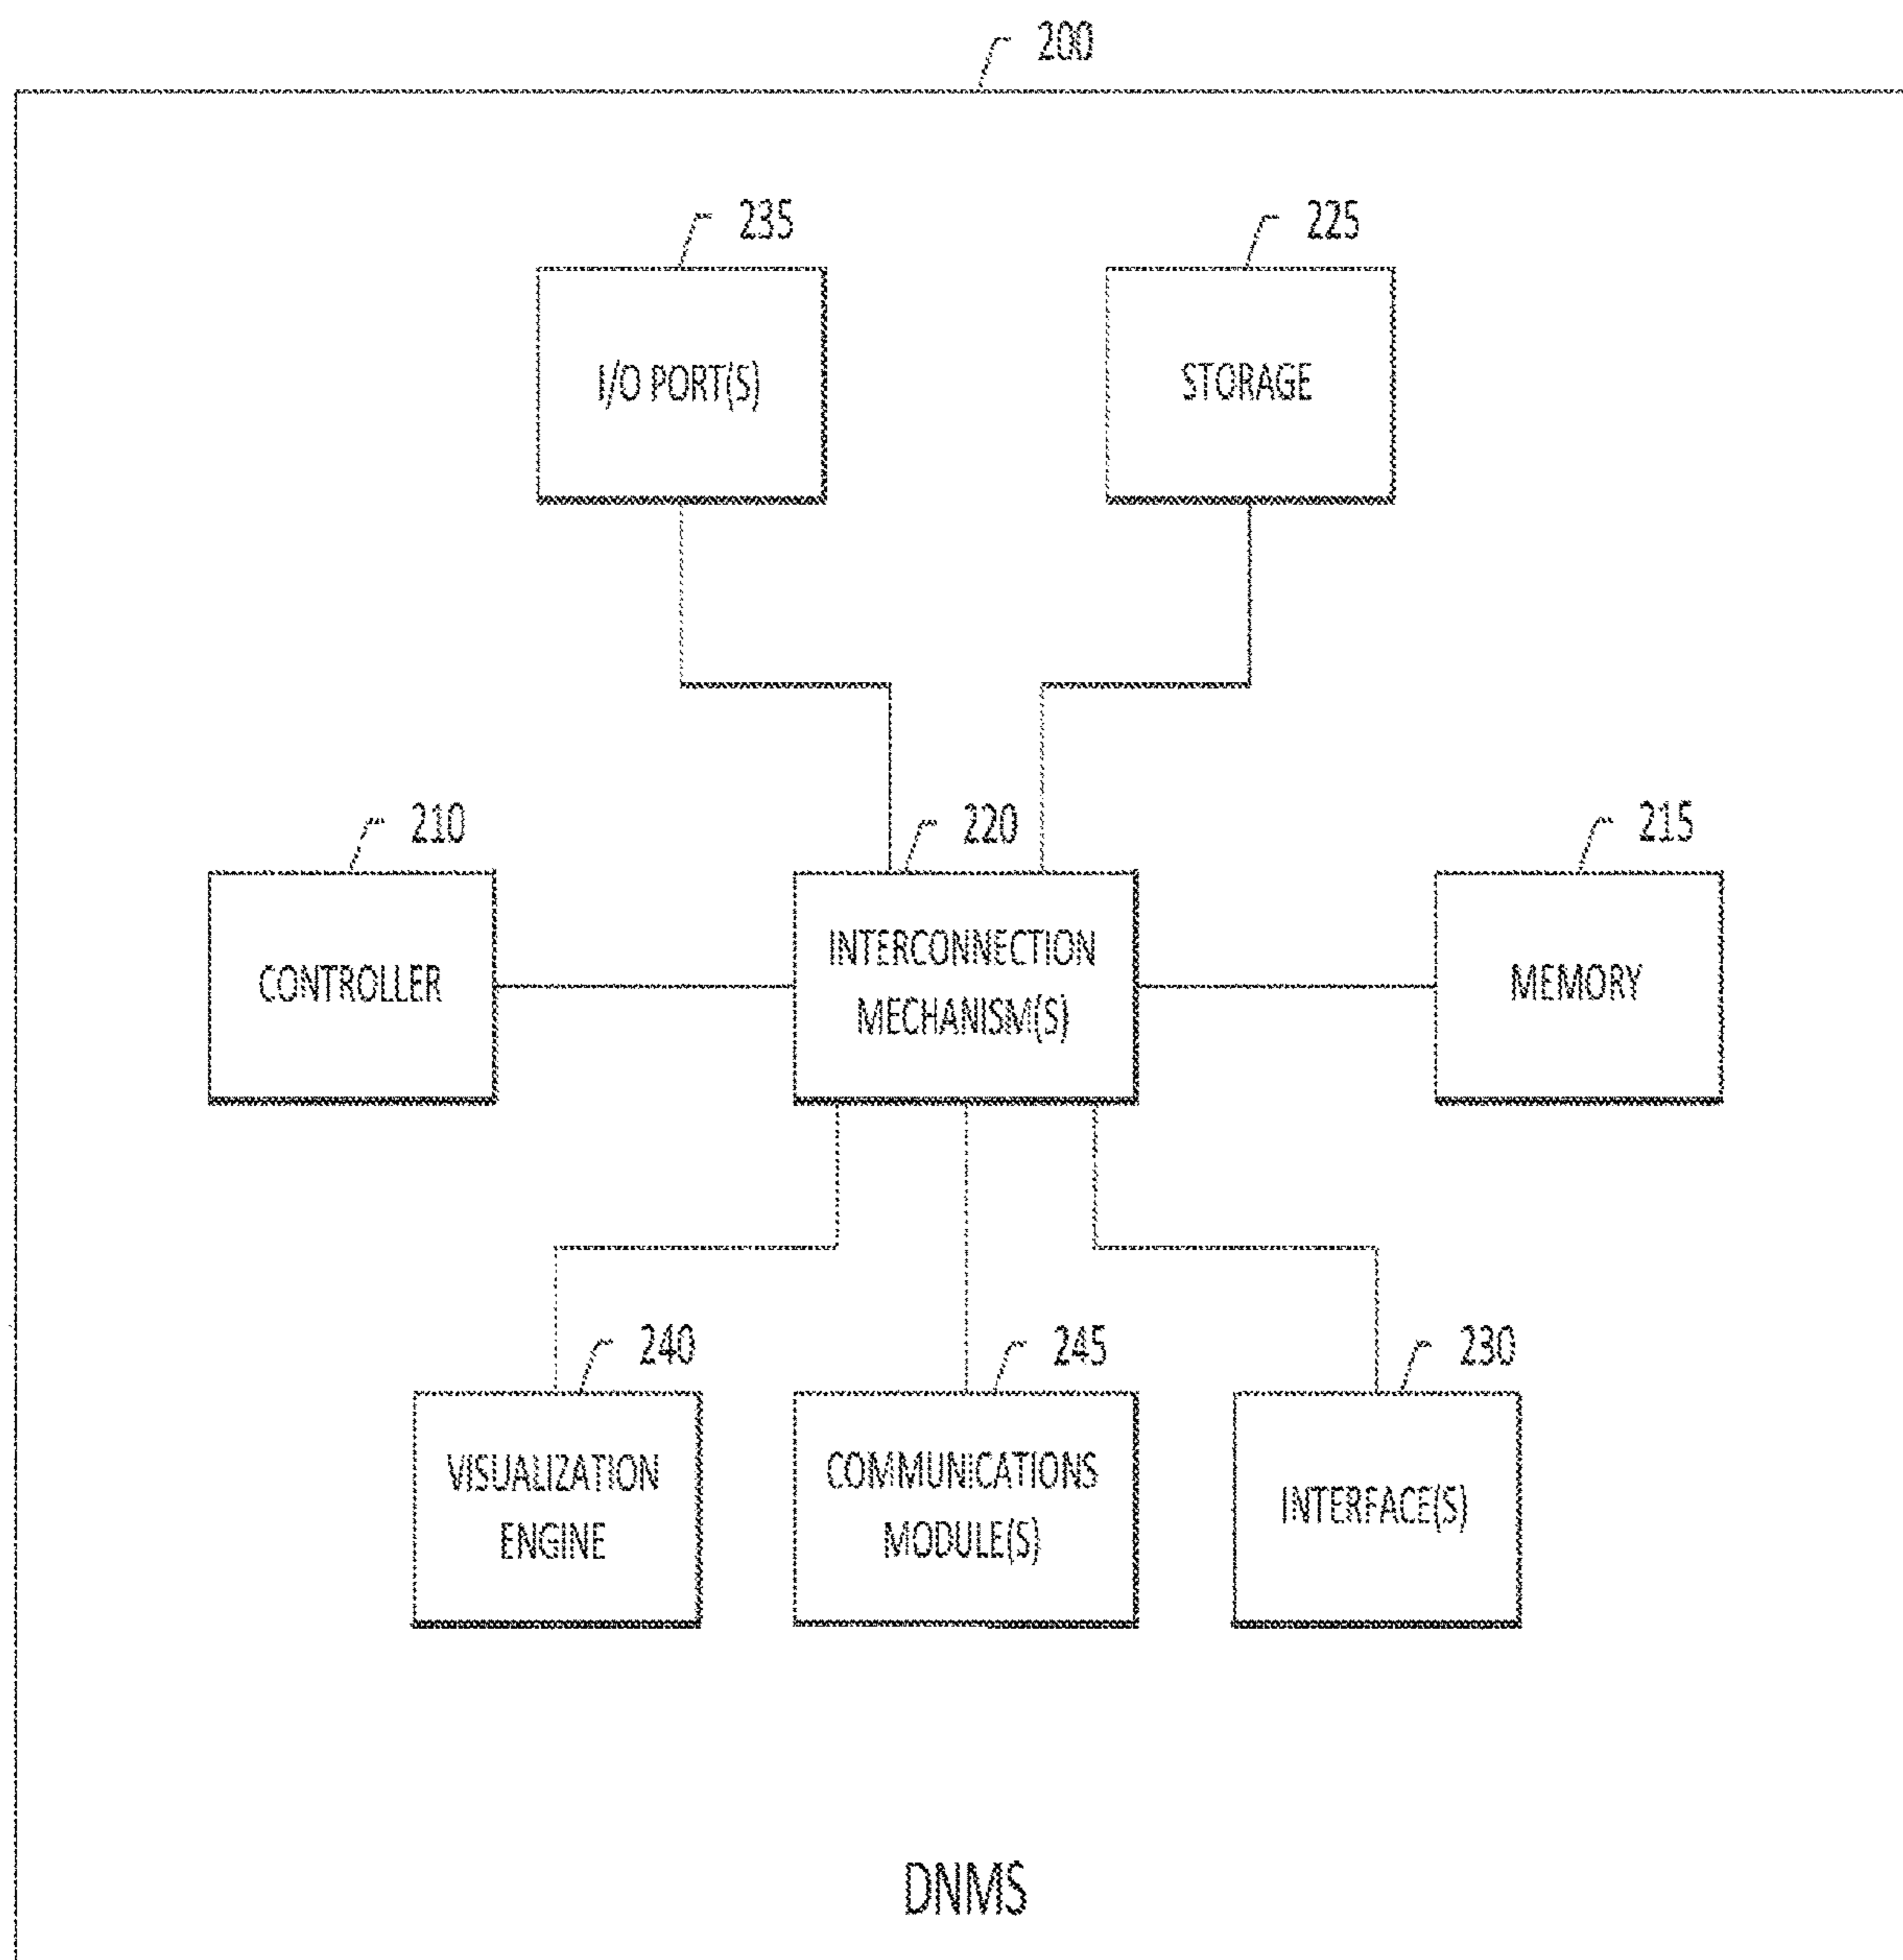 200
235
225
I/O PORT(S)
STORAGE
210
220
215
CONTROLLER
INTERCONNECTION
MECHANISM(S)
MEMORY
240
245
230
VISUALIZATION
ENGINE
COMMUNICATIONS
MODULE(S)
INTERFACE(S)
DNMS